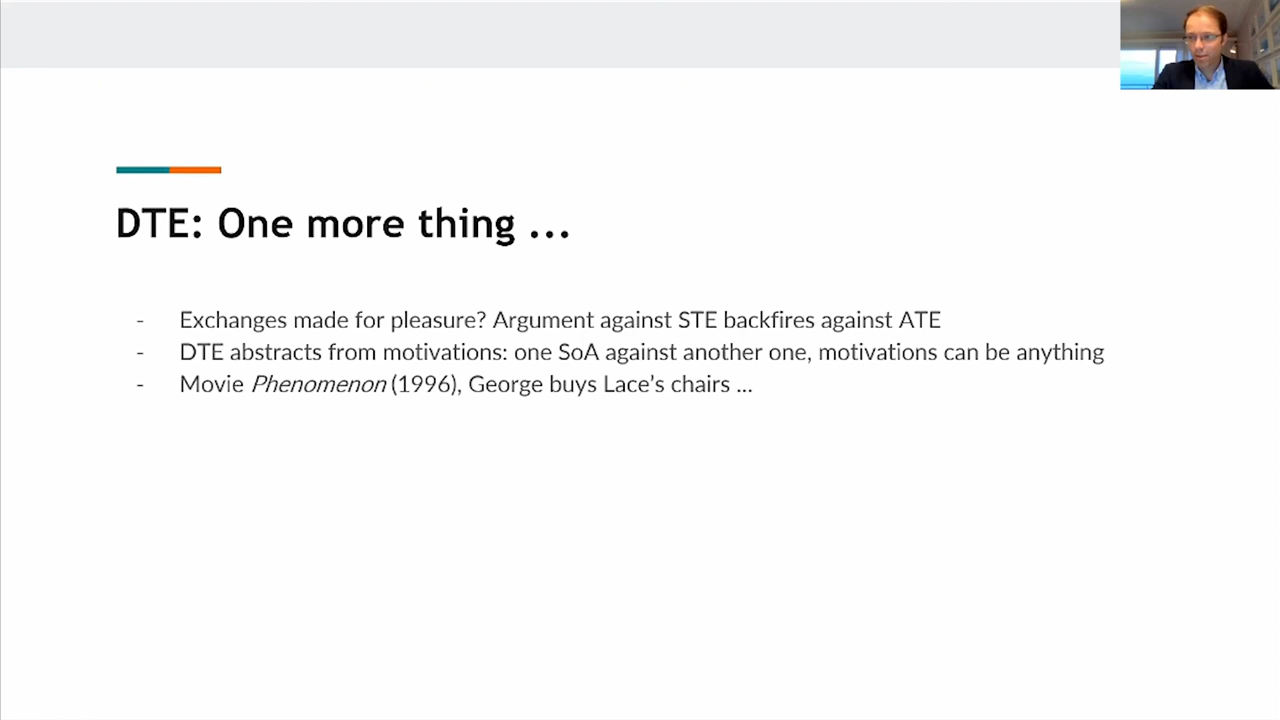 DTE: One more thing ...
- Exchanges made for pleasure? Argument against STE backfires against ATE
- DTE abstracts from motivations: one SoA against another one, motivations can be anything
- Movie Phenomenon (1996), George buys Lace's chairs ...